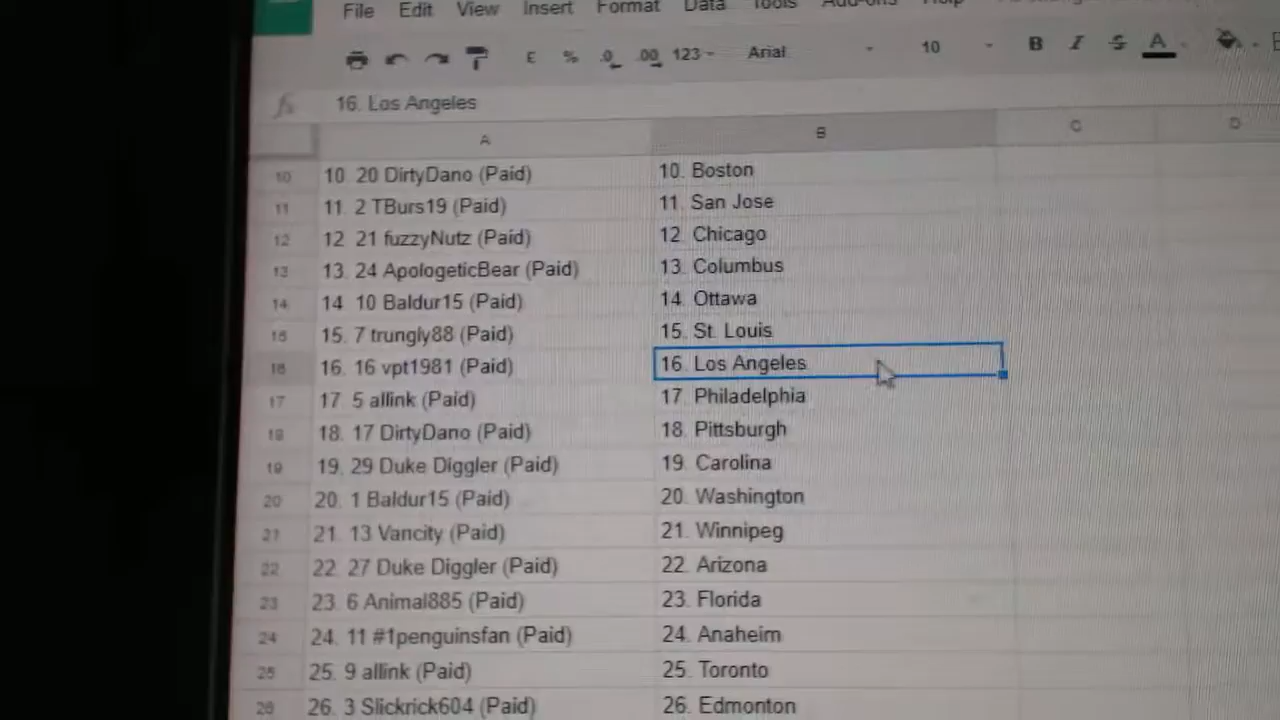 File Edit View Insert Format Data Tools Add-ons Help
£ % .0 .00 123 Arial 10 B I S A
fx 16. Los Angeles
A B C D
10 10 20 DirtyDano (Paid) 10. Boston
11 11. 2 TBurs19 (Paid) 11. San Jose
12 12 21 fuzzyNutz (Paid) 12 Chicago
13 13. 24 ApologeticBear (Paid) 13. Columbus
14 14 10 Baldur15 (Paid) 14 Ottawa
15 15. 7 trungly88 (Paid) 15. St. Louis
16 16. 16 vpt1981 (Paid) 16. Los Angeles
17 17. 5 allink (Paid) 17. Philadelphia
18 18. 17 DirtyDano (Paid) 18. Pittsburgh
19 19. 29 Duke Diggler (Paid) 19. Carolina
20 20. 1 Baldur15 (Paid) 20. Washington
21 21. 13 Vancity (Paid) 21. Winnipeg
22 22. 27 Duke Diggler (Paid) 22. Arizona
23 23. 6 Animal885 (Paid) 23. Florida
24 24. 11 #1penguinsfan (Paid) 24. Anaheim
25 25. 9 allink (Paid) 25. Toronto
26 26. 3 Slickrick604 (Paid) 26. Edmonton